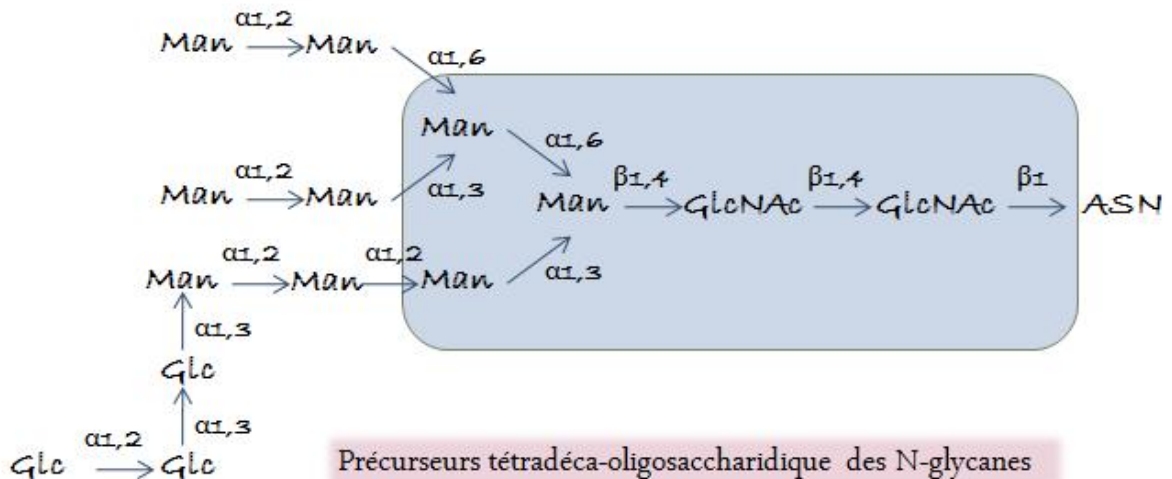 α1,2
Man Man
α1,6
Man
α1,6
α1,2
Man Man
α1,3
β1,4 β1,4 β1
Man GlcNAc GlcNAc ASN
α1,2 α1,2
Man Man Man
α1,3
α1,3
Glc
α1,2 α1,3
Glc Glc
Précurseurs tétradéca-oligosaccharidique des N-glycanes